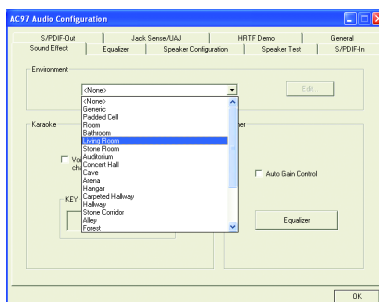 AC97 Audio Configuration
S/PDIF-Out
Jack Sense/UAJ
HRTF Demo
General
Sound Effect
Equalizer
Speaker Configuration
Speaker Test
S/PDIF-In
Environment
<None>
Edit
<None>
Generic
Padded Cell
Room
Bathroom
Living Room
Stone Room
Auditorium
Concert Hall
Cave
Arena
Hangar
Carpeted Hallway
Hallway
Stone Corridor
Alley
Forest
Karaoke
KEY
Auto Gain Control
Equalizer
OK